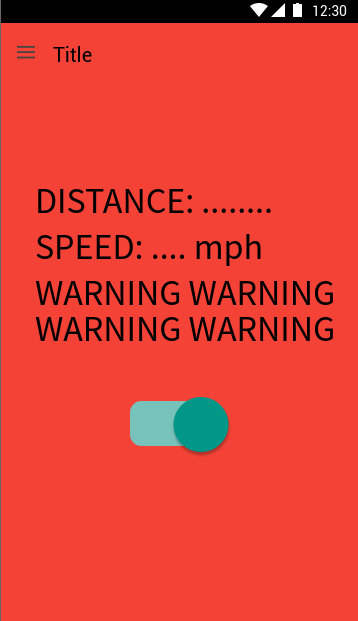 12:30
Title
DISTANCE: ........
SPEED: .... mph
WARNING WARNING
WARNING WARNING